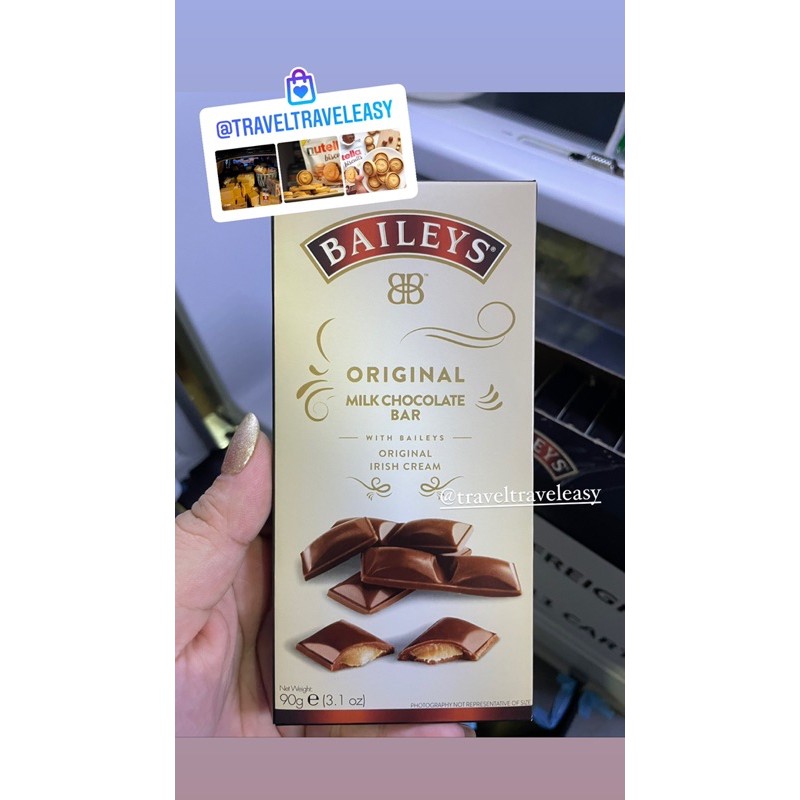 @TRAVELTRAVELEASY
nutella
BAILEYS®
ORIGINAL
MILK CHOCOLATE
BAR
WITH BAILEYS
ORIGINAL
IRISH CREAM
@traveltraveleasy
Net Weight:
90g e (3.1 oz)
PHOTOGRAPHY NOT REPRESENTATIVE OF SIZE